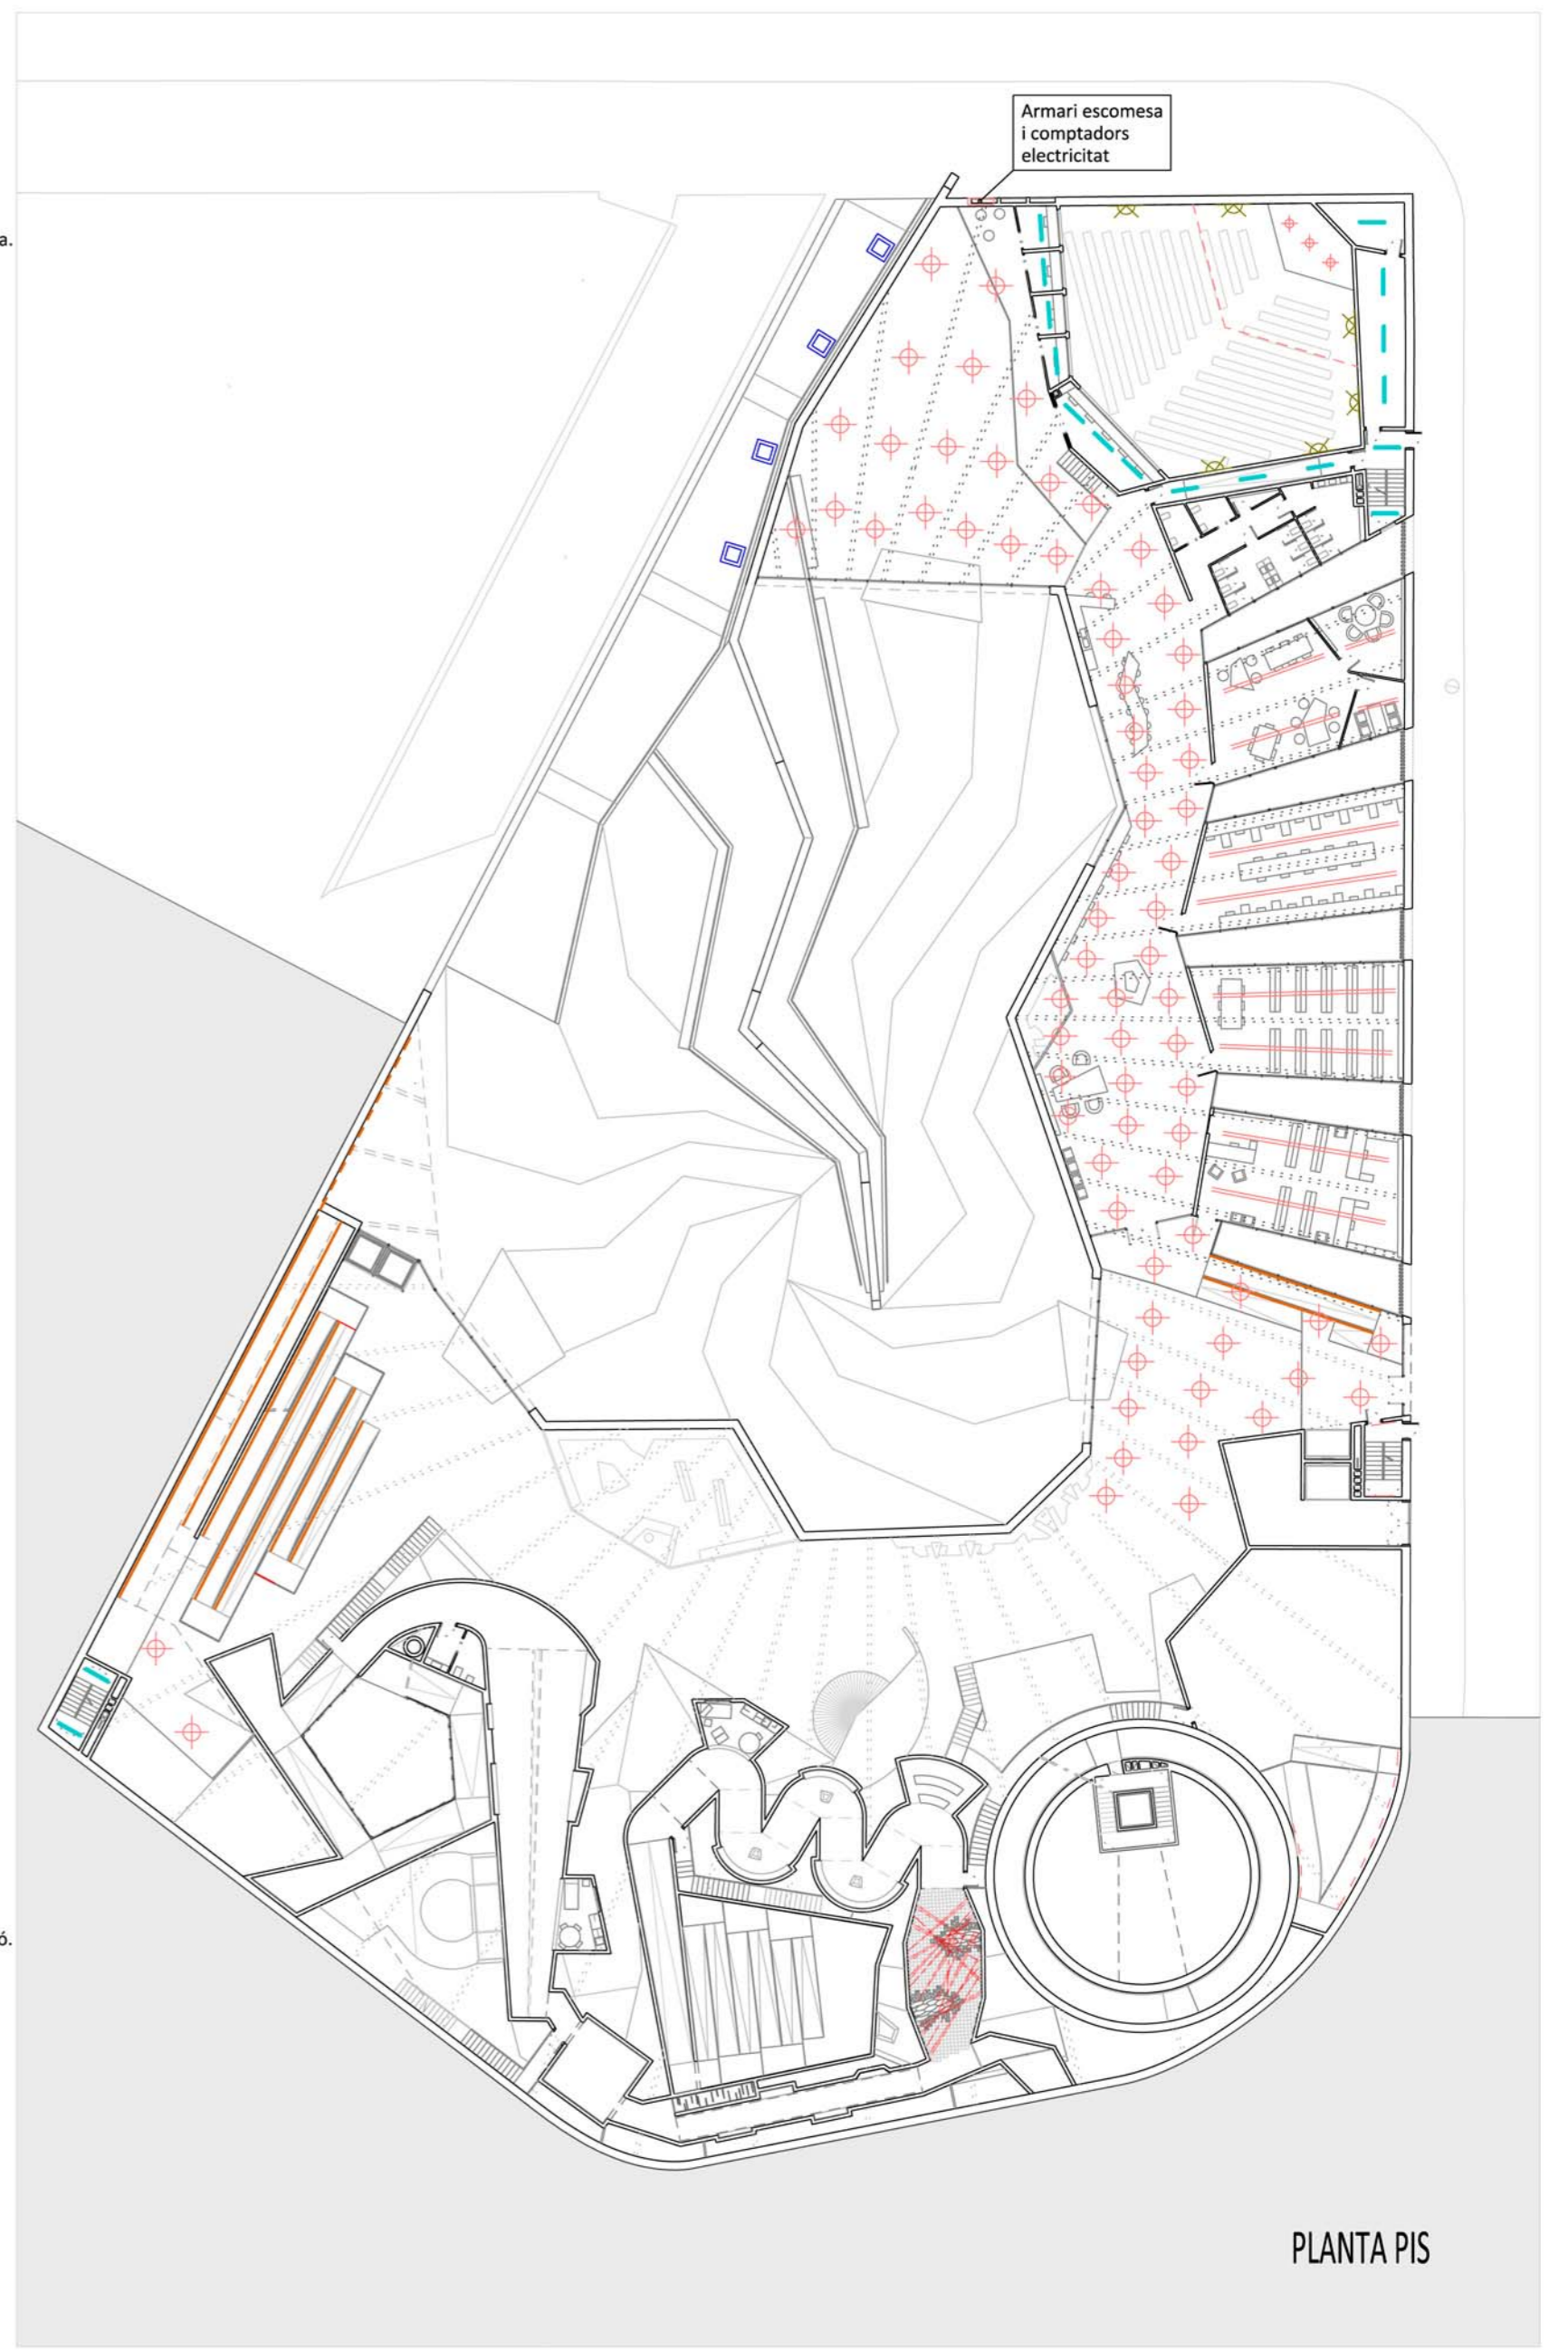 Armari escomesa
i comptadors
electricitat
a.
ó.
PLANTA PIS